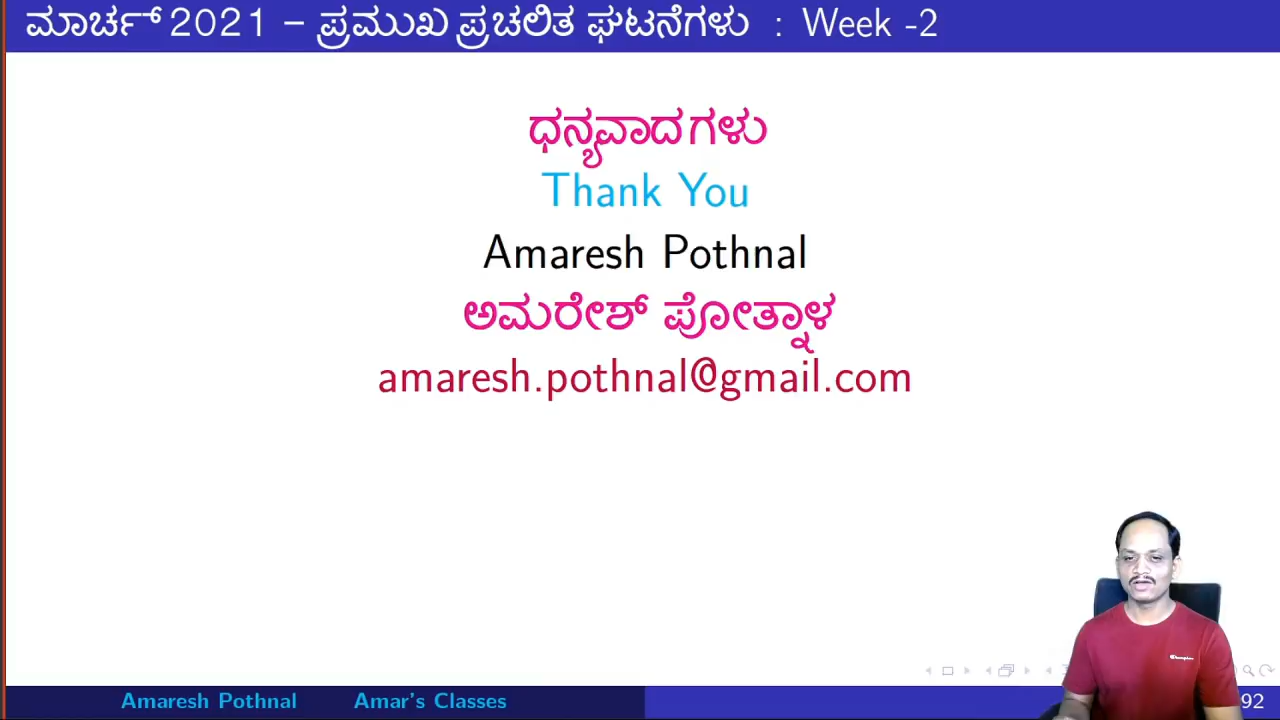 ಮಾರ್ಚ್ 2021 – ಪ್ರಮುಖ ಪ್ರಚಲಿತ ಘಟನೆಗಳು : Week -2
ಧನ್ಯವಾದಗಳು
Thank You
Amaresh Pothnal
ಅಮರೇಶ್ ಪೋತ್ನಾಳ
amaresh.pothnal@gmail.com
Champion
Amaresh Pothnal Amar's Classes 92